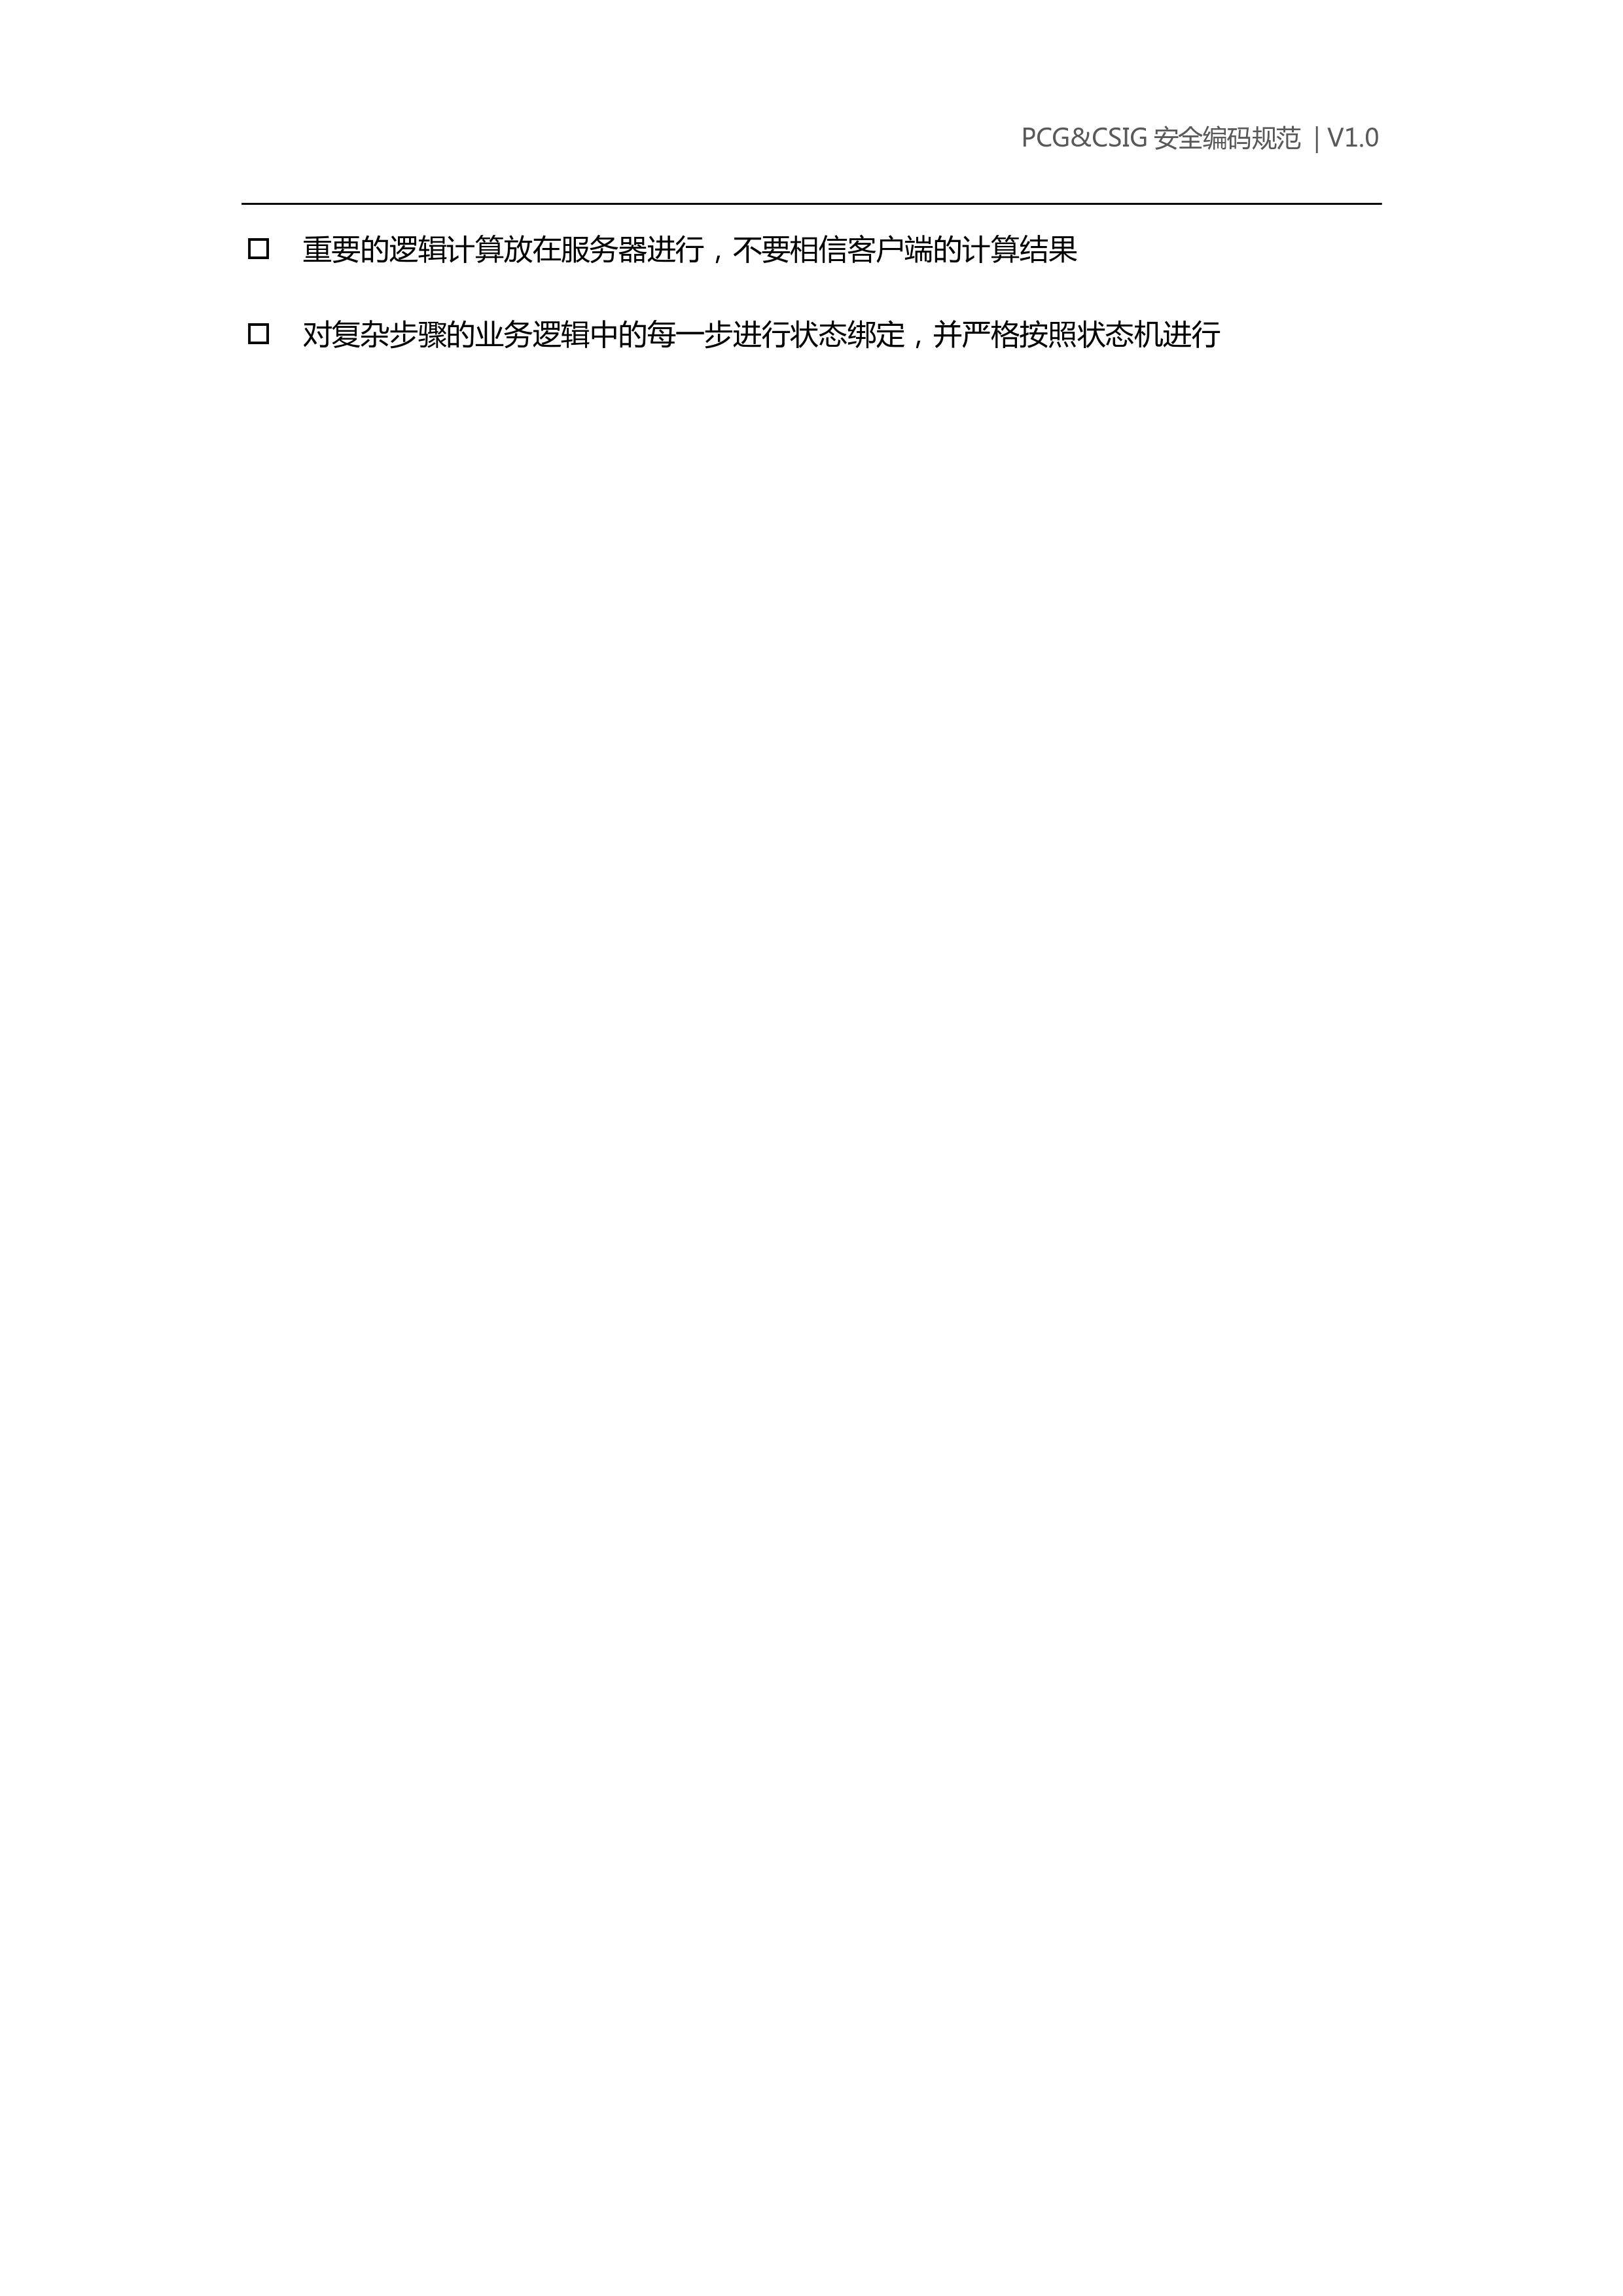 PCG&CSIG 安全编码规范 | V1.0
□ 重要的逻辑计算放在服务器进行，不要相信客户端的计算结果
□ 对复杂步骤的业务逻辑中的每一步进行状态绑定，并严格按照状态机进行